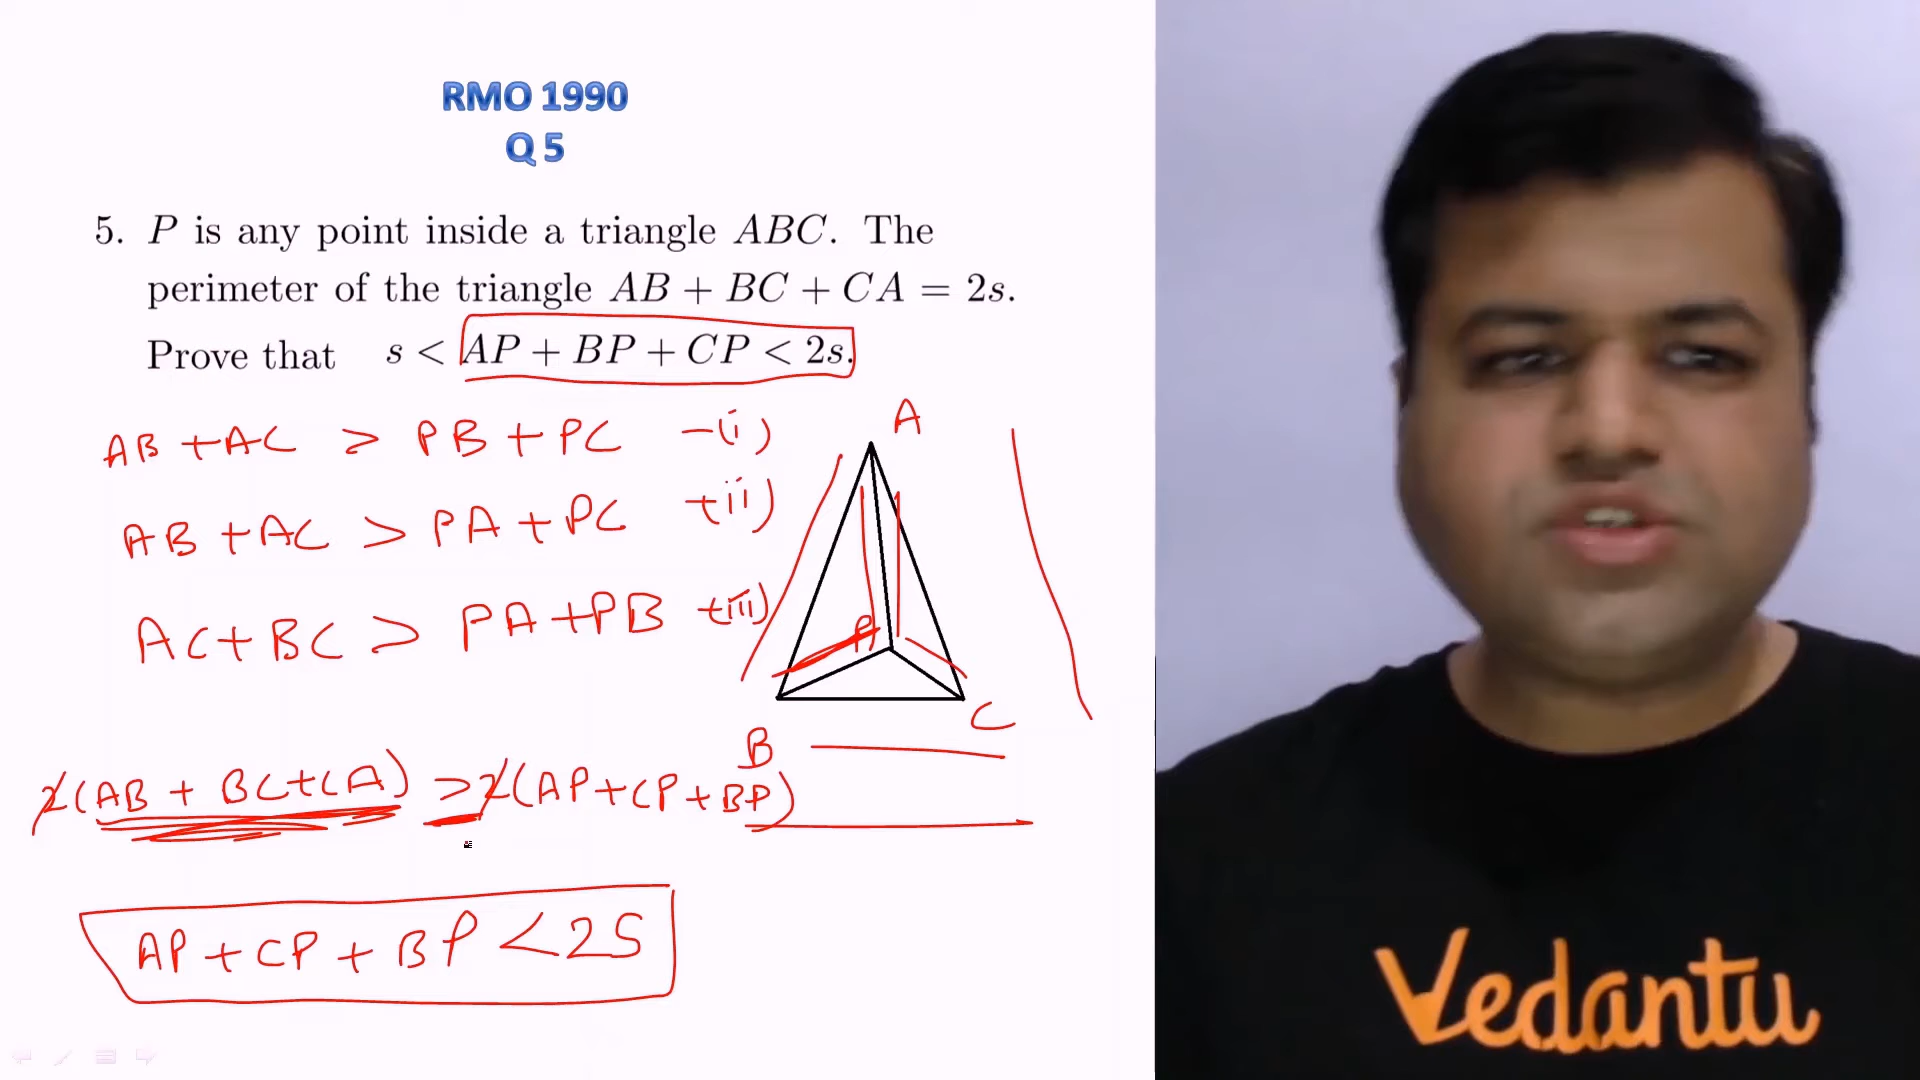 RMO 1990
Q 5
5. P is any point inside a triangle ABC. The
perimeter of the triangle AB + BC + CA = 2s.
Prove that s < AP + BP + CP < 2s.
AB + AC > PB + PC -(i)
AB + AC > PA + PC -(ii)
AC + BC > PA + PB -(iii)
A
P
B
C
2(AB + BC + CA) > 2(AP + CP + BP)
AP + CP + BP < 2S
Vedantu